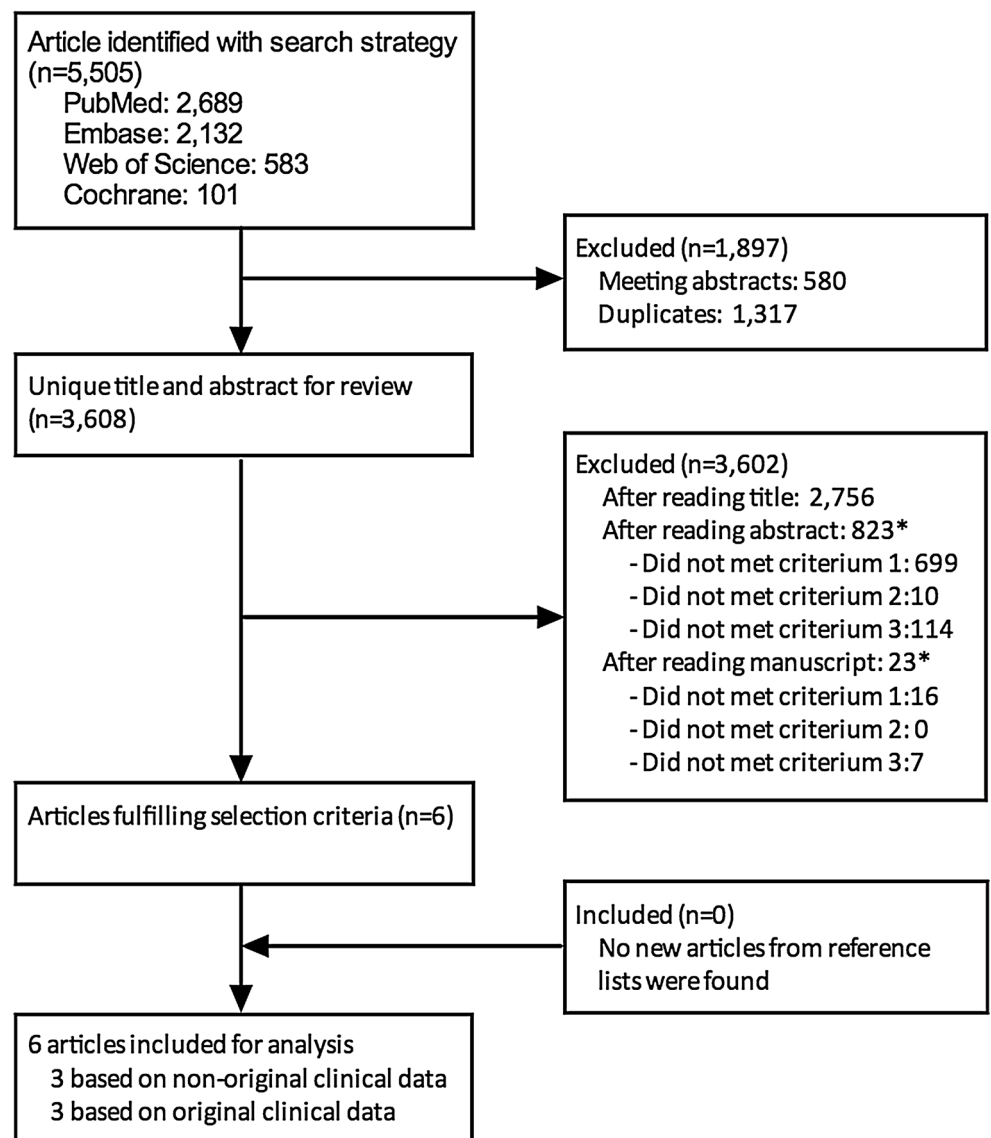 Article identified with search strategy
(n=5,505)
PubMed: 2,689
Embase: 2,132
Web of Science: 583
Cochrane: 101
Excluded (n=1,897)
Meeting abstracts: 580
Duplicates: 1,317
Unique title and abstract for review
(n=3,608)
Excluded (n=3,602)
After reading title: 2,756
After reading abstract: 823*
- Did not met criterium 1: 699
- Did not met criterium 2:10
- Did not met criterium 3:114
After reading manuscript: 23*
- Did not met criterium 1:16
- Did not met criterium 2: 0
- Did not met criterium 3:7
Articles fulfilling selection criteria (n=6)
Included (n=0)
No new articles from reference
lists were found
6 articles included for analysis
3 based on non-original clinical data
3 based on original clinical data